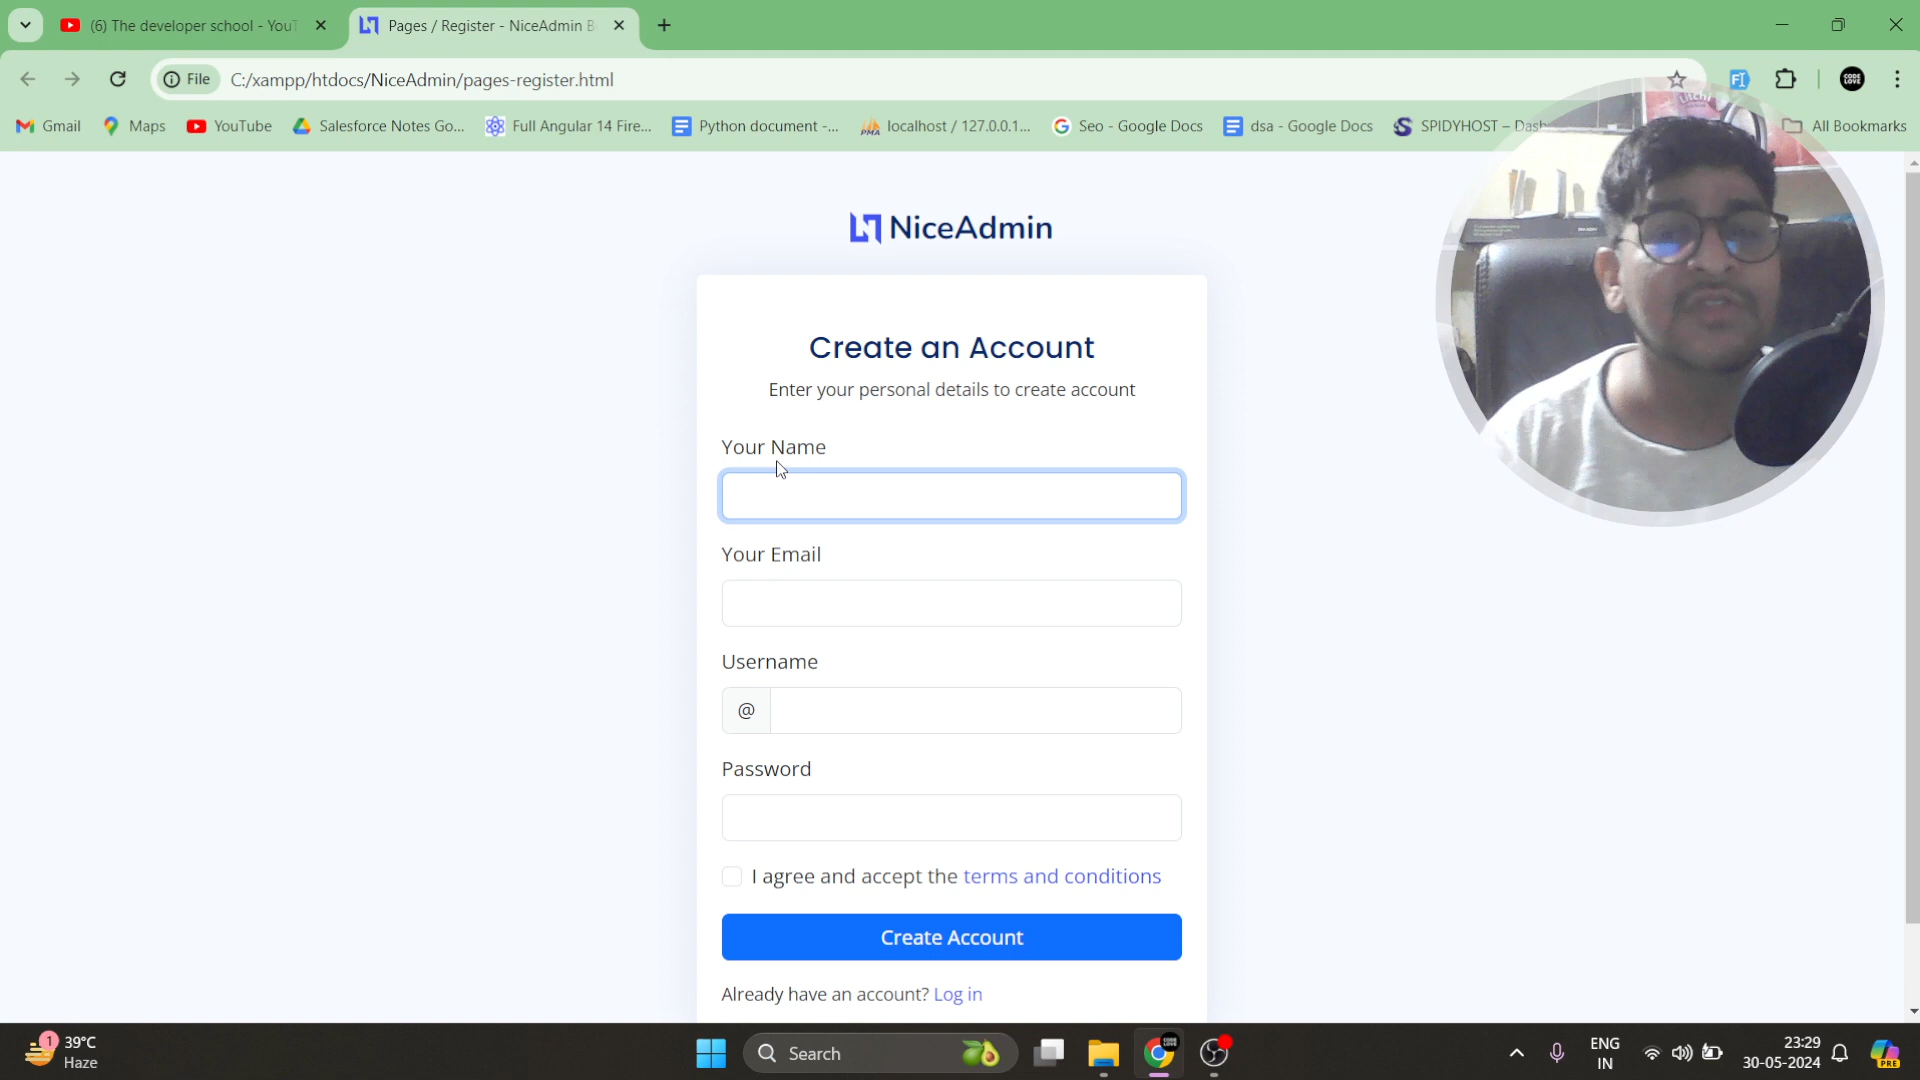 (6) The developer school - YouT
Pages / Register - NiceAdmin B
File
C:/xampp/htdocs/NiceAdmin/pages-register.html
Gmail
Maps
YouTube
Salesforce Notes Go...
Full Angular 14 Fire...
Python document -...
localhost / 127.0.0.1...
Seo - Google Docs
dsa - Google Docs
SPIDYHOST – Dash
All Bookmarks
NiceAdmin
Create an Account
Enter your personal details to create account
Your Name
Your Email
Username
@
Password
I agree and accept the terms and conditions
Create Account
Already have an account? Log in
1
39°C
Haze
Search
ENG
IN
23:29
30-05-2024
PRE